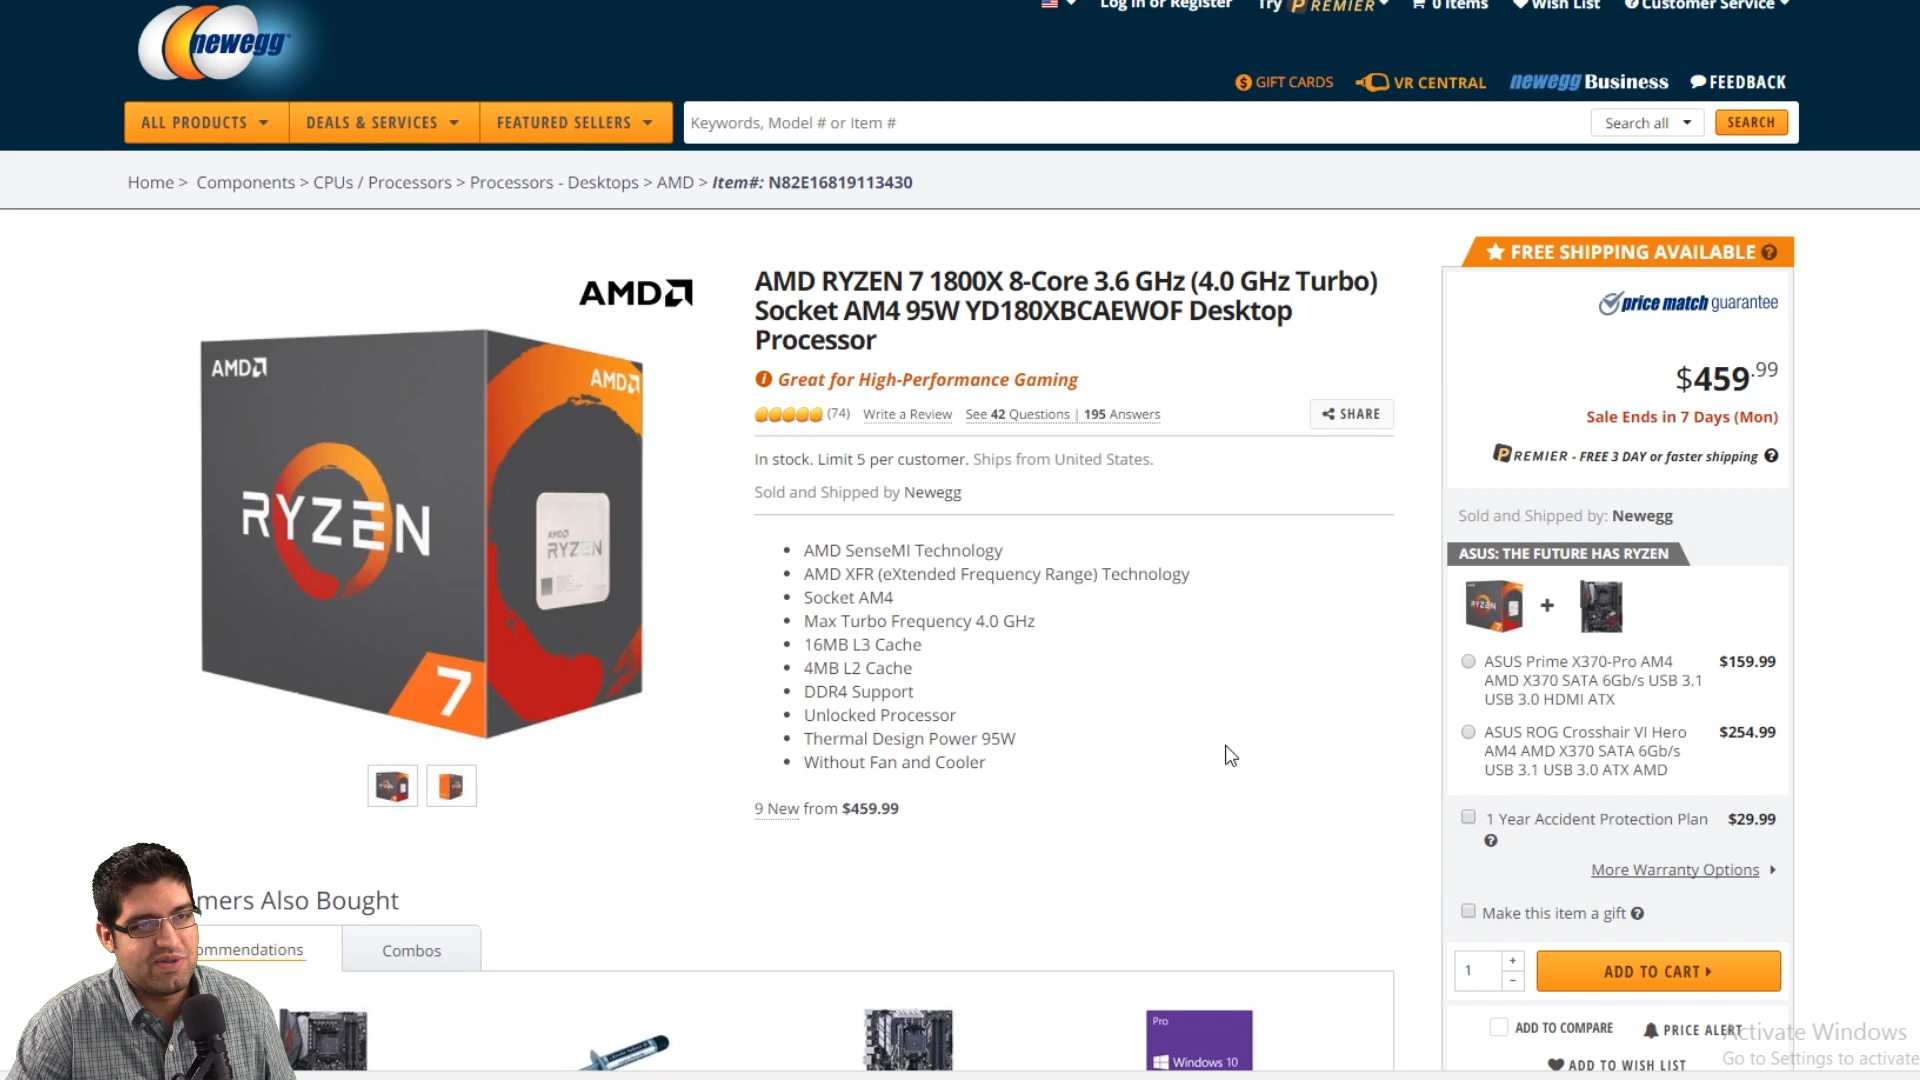 Log in or Register Try PREMIER 0 Items Wish List Customer Service
newegg
GIFT CARDS VR CENTRAL newegg Business FEEDBACK
ALL PRODUCTS DEALS & SERVICES FEATURED SELLERS Keywords, Model # or Item # Search all SEARCH
Home > Components > CPUs / Processors > Processors - Desktops > AMD > Item#: N82E16819113430
FREE SHIPPING AVAILABLE
AMD
AMD
AMD
RYZEN
AMD
RYZEN
7
AMD RYZEN 7 1800X 8-Core 3.6 GHz (4.0 GHz Turbo)
Socket AM4 95W YD180XBCAEWOF Desktop
Processor
Great for High-Performance Gaming
(74) Write a Review See 42 Questions | 195 Answers SHARE
In stock. Limit 5 per customer. Ships from United States.
Sold and Shipped by Newegg
AMD SenseMI Technology
AMD XFR (eXtended Frequency Range) Technology
Socket AM4
Max Turbo Frequency 4.0 GHz
16MB L3 Cache
4MB L2 Cache
DDR4 Support
Unlocked Processor
Thermal Design Power 95W
Without Fan and Cooler
9 New from $459.99
price match guarantee
$459.99
Sale Ends in 7 Days (Mon)
PREMIER - FREE 3 DAY or faster shipping
Sold and Shipped by: Newegg
ASUS: THE FUTURE HAS RYZEN
RYZEN +
ASUS Prime X370-Pro AM4 $159.99
AMD X370 SATA 6Gb/s USB 3.1
USB 3.0 HDMI ATX
ASUS ROG Crosshair VI Hero $254.99
AM4 AMD X370 SATA 6Gb/s
USB 3.1 USB 3.0 ATX AMD
1 Year Accident Protection Plan $29.99
More Warranty Options
Make this item a gift
1 + - ADD TO CART
ADD TO COMPARE PRICE ALERT
ADD TO WISH LIST
mers Also Bought
ommendations Combos
Pro
Windows 10
Activate Windows
Go to Settings to activate